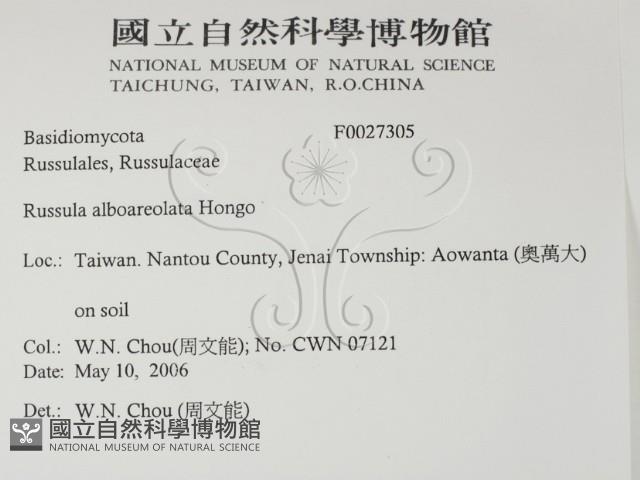 國立自然科學博物館
NATIONAL MUSEUM OF NATURAL SCIENCE
TAICHUNG, TAIWAN, R.O.CHINA
Basidiomycota F0027305
Russulales, Russulaceae
Russula alboareolata Hongo
Loc.: Taiwan. Nantou County, Jenai Township: Aowanta (奧萬大)
on soil
Col.: W.N. Chou(周文能); No. CWN 07121
Date: May 10, 2006
Det.: W.N. Chou (周文能)
國立自然科學博物館
NATIONAL MUSEUM OF NATURAL SCIENCE